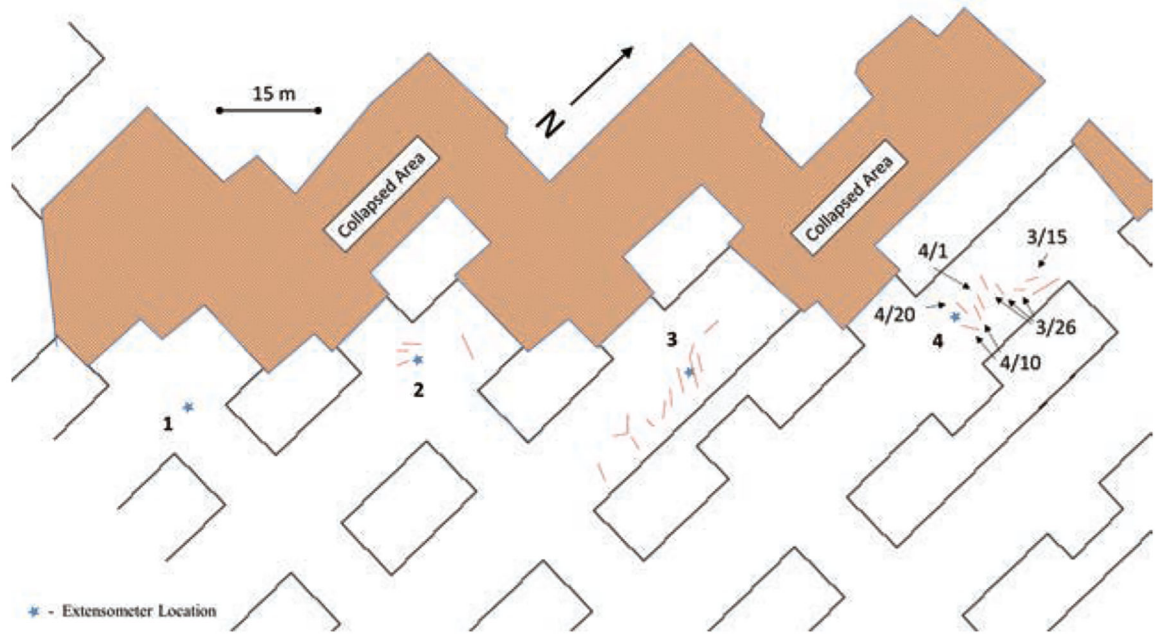 15 m
N
Collapsed Area
Collapsed Area
4/1
3/15
4/20
3/26
4/10
1
2
3
4
- Extensometer Location